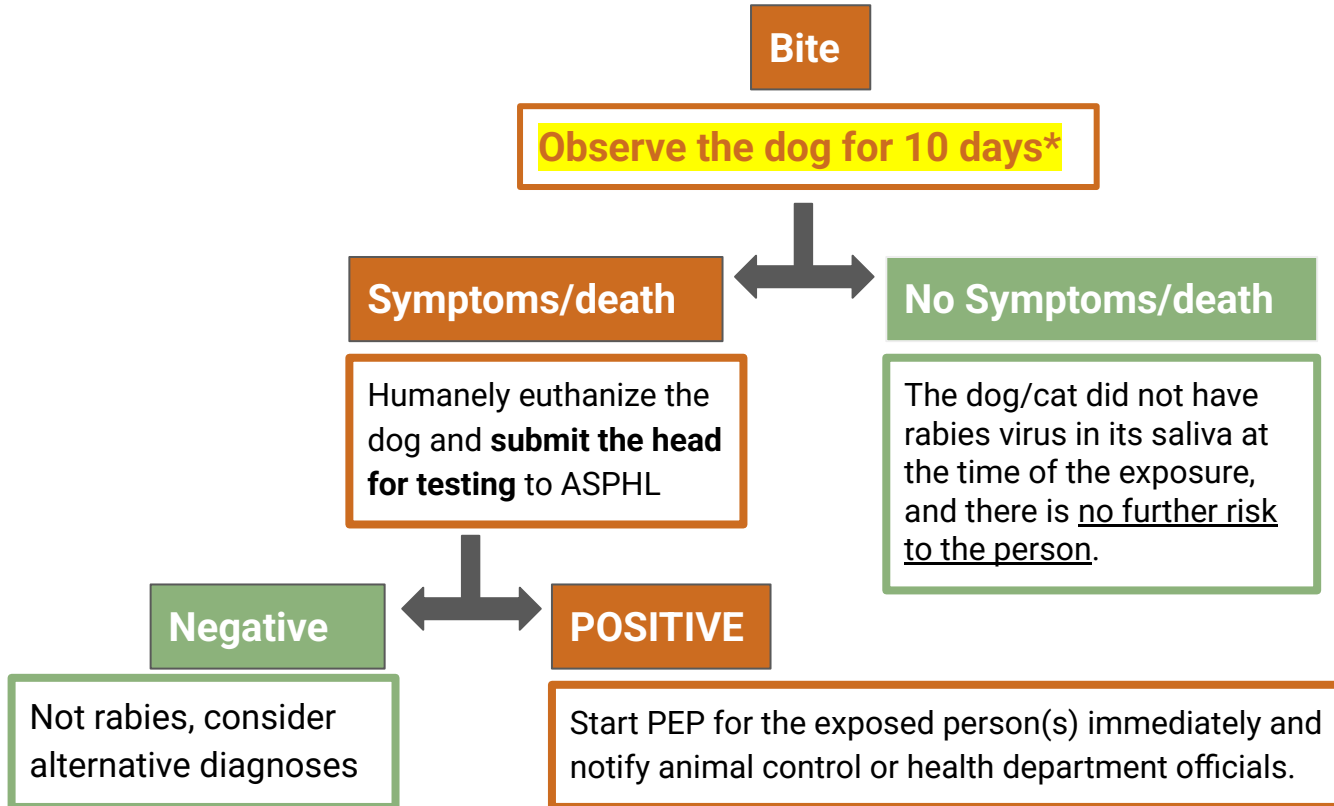 Bite
Observe the dog for 10 days*
Symptoms/death
No Symptoms/death
Humanely euthanize the
dog and submit the head
for testing to ASPHL
The dog/cat did not have
rabies virus in its saliva at
the time of the exposure,
and there is no further risk
to the person.
Negative
POSITIVE
Not rabies, consider
alternative diagnoses
Start PEP for the exposed person(s) immediately and
notify animal control or health department officials.